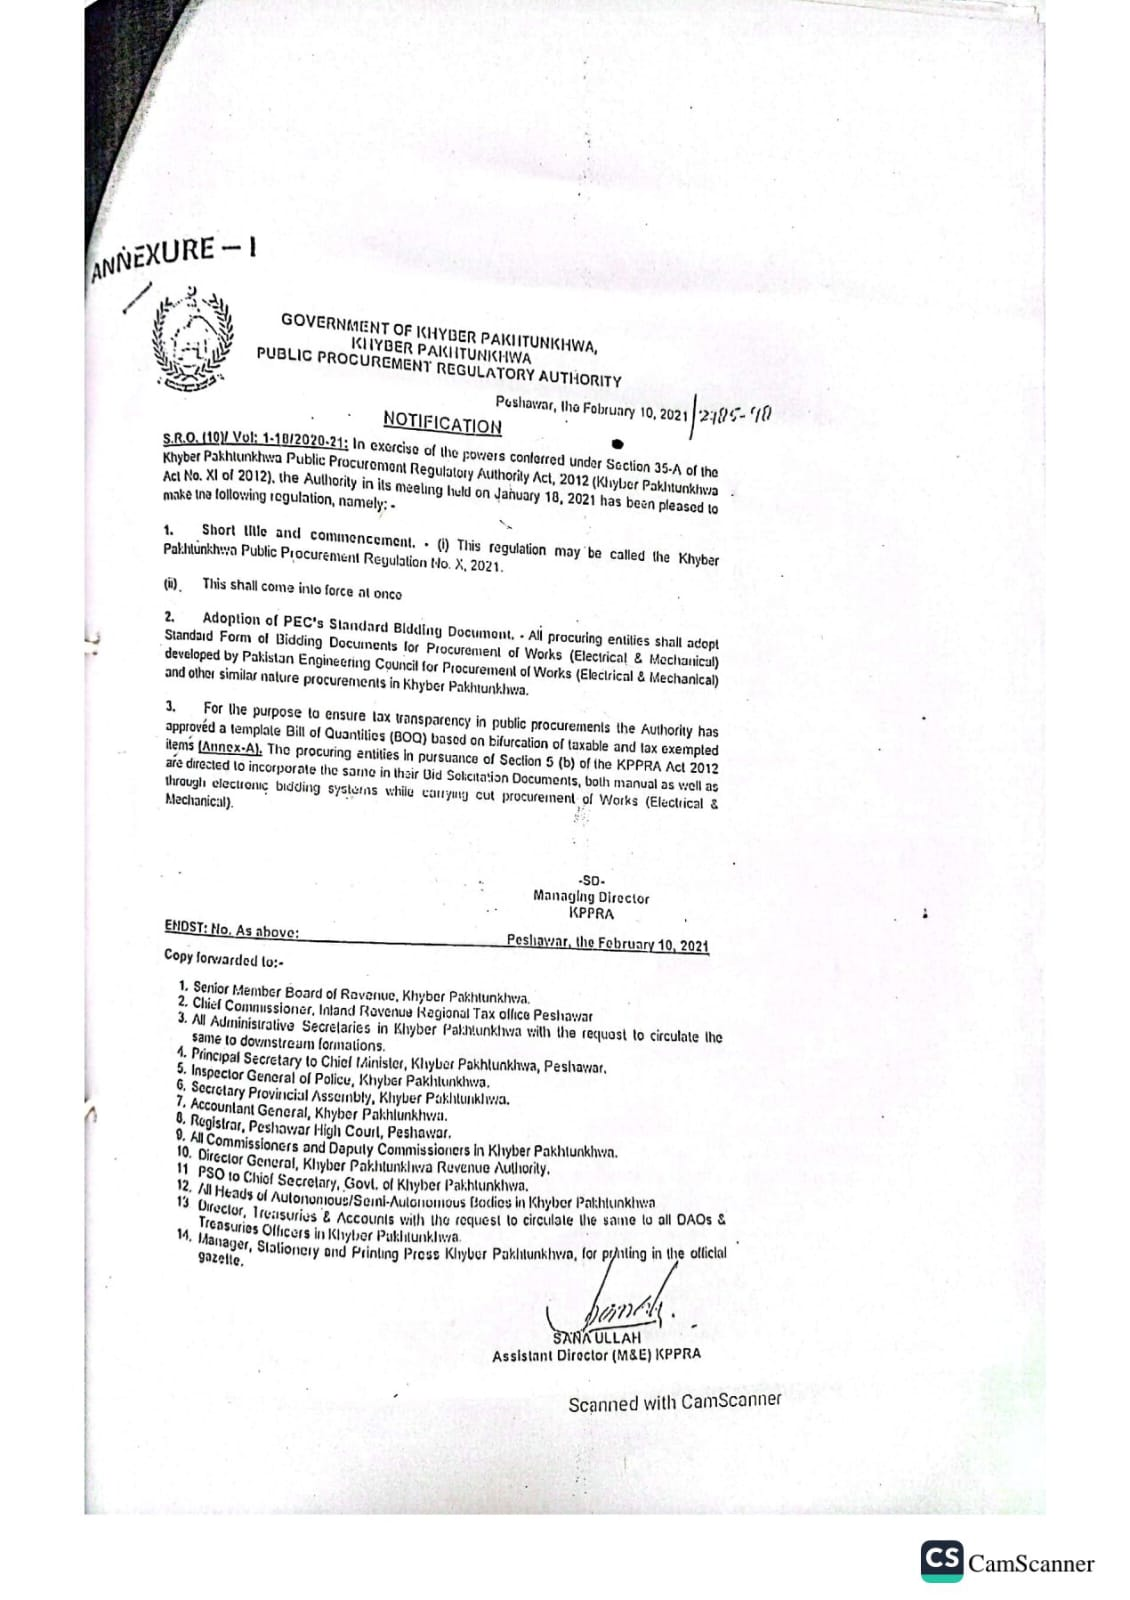 ANNEXURE – I
GOVERNMENT OF KHYBER PAKHTUNKHWA,
KHYBER PAKHTUNKHWA
PUBLIC PROCUREMENT REGULATORY AUTHORITY
Peshawar, the February 10, 2021
NOTIFICATION
S.R.O. (10)/ Vol: 1-18/2020-21: In exercise of the powers conferred under Section 35-A of the
Khyber Pakhtunkhwa Public Procurement Regulatory Authority Act, 2012 (Khyber Pakhtunkhwa
Act No. XI of 2012), the Authority in its meeting held on January 18, 2021 has been pleased to
make the following regulation, namely: -
1. Short title and commencement. - (i) This regulation may be called the Khyber
Pakhtunkhwa Public Procurement Regulation No. X, 2021.
(ii). This shall come into force at once
2. Adoption of PEC's Standard Bidding Document. - All procuring entities shall adopt
Standard Form of Bidding Documents for Procurement of Works (Electrical & Mechanical)
developed by Pakistan Engineering Council for Procurement of Works (Electrical & Mechanical)
and other similar nature procurements in Khyber Pakhtunkhwa.
3. For the purpose to ensure tax transparency in public procurements the Authority has
approved a template Bill of Quantities (BOQ) based on bifurcation of taxable and tax exempted
items (Annex-A). The procuring entities in pursuance of Section 5 (b) of the KPPRA Act 2012
are directed to incorporate the same in their Bid Solicitation Documents, both manual as well as
through electronic bidding systems while carrying out procurement of Works (Electrical &
Mechanical).
-SD-
Managing Director
KPPRA
ENDST: No. As above:
Peshawar, the February 10, 2021
Copy forwarded to:-
1. Senior Member Board of Revenue, Khyber Pakhtunkhwa.
2. Chief Commissioner, Inland Revenue Regional Tax office Peshawar
3. All Administrative Secretaries in Khyber Pakhtunkhwa with the request to circulate the
same to downstream formations.
4. Principal Secretary to Chief Minister, Khyber Pakhtunkhwa, Peshawar.
5. Inspector General of Police, Khyber Pakhtunkhwa.
6. Secretary Provincial Assembly, Khyber Pakhtunkhwa.
7. Accountant General, Khyber Pakhtunkhwa.
8. Registrar, Peshawar High Court, Peshawar.
9. All Commissioners and Deputy Commissioners in Khyber Pakhtunkhwa.
10. Director General, Khyber Pakhtunkhwa Revenue Authority.
11 PSO to Chief Secretary, Govt. of Khyber Pakhtunkhwa.
12. All Heads of Autonomous/Semi-Autonomous Bodies in Khyber Pakhtunkhwa
13 Director, Treasuries & Accounts with the request to circulate the same to all DAOs &
Treasuries Officers in Khyber Pakhtunkhwa.
14. Manager, Stationery and Printing Press Khyber Pakhtunkhwa, for printing in the official
gazette.
SANA ULLAH
Assistant Director (M&E) KPPRA
Scanned with CamScanner
CS CamScanner